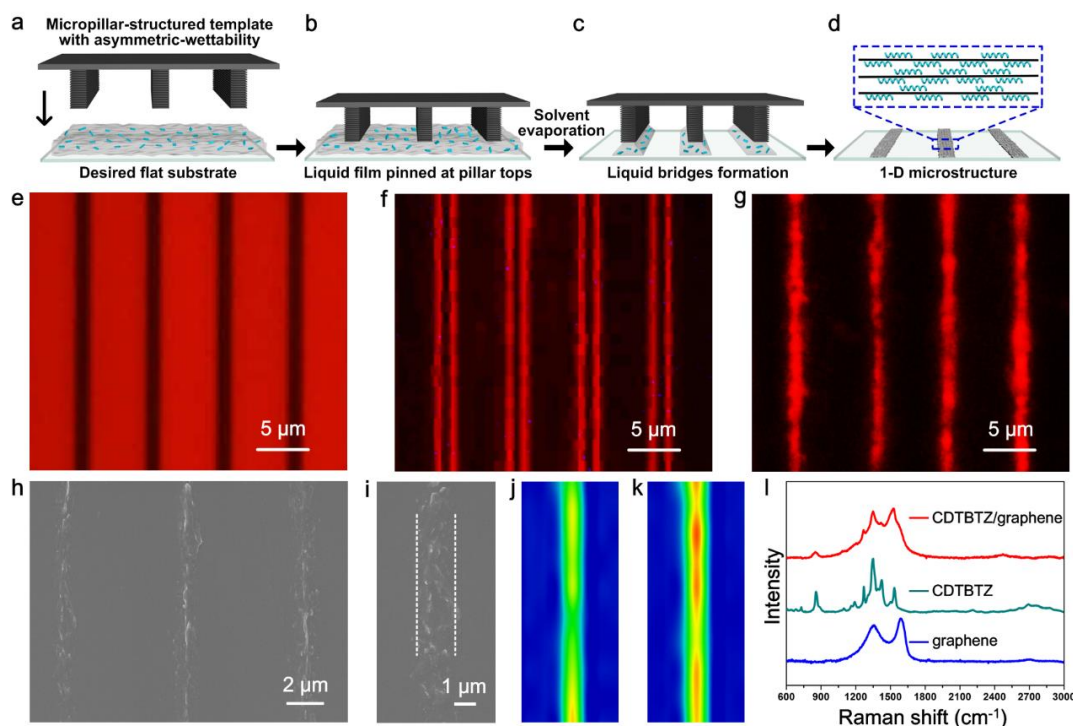 a
Micropillar-structured template
with asymmetric-wettability
b
c
d
Desired flat substrate
Liquid film pinned at pillar tops
Solvent
evaporation
Liquid bridges formation
1-D microstructure
e
5 μm
f
5 μm
g
5 μm
h
2 μm
i
1 μm
j
k
l
CDTBTZ/graphene
CDTBTZ
graphene
Intensity
600 900 1200 1500 1800 2100 2400 2700 3000
Raman shift (cm-1)